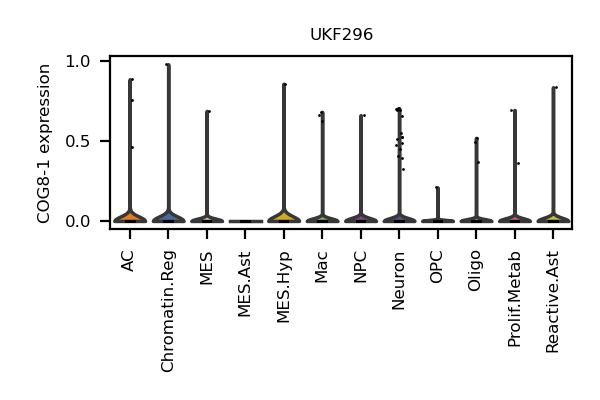 UKF296
COG8-1 expression
1.0
0.5
0.0
AC
Chromatin.Reg
MES
MES.Ast
MES.Hyp
Mac
NPC
Neuron
OPC
Oligo
Prolif.Metab
Reactive.Ast